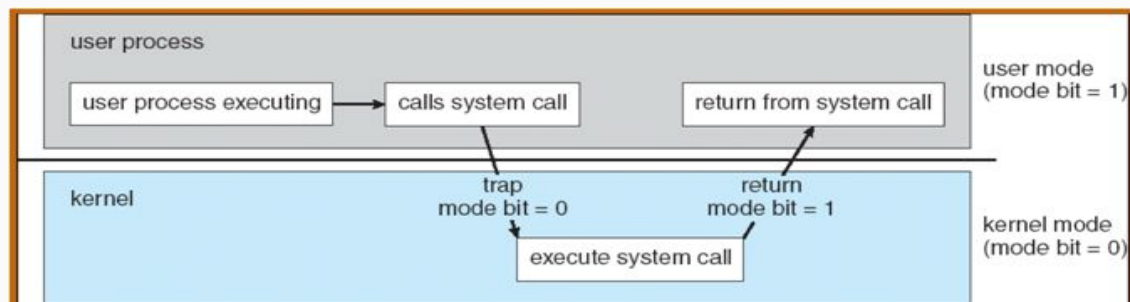 user process
user process executing
calls system call
return from system call
user mode
(mode bit = 1)
kernel
trap
mode bit = 0
return
mode bit = 1
execute system call
kernel mode
(mode bit = 0)